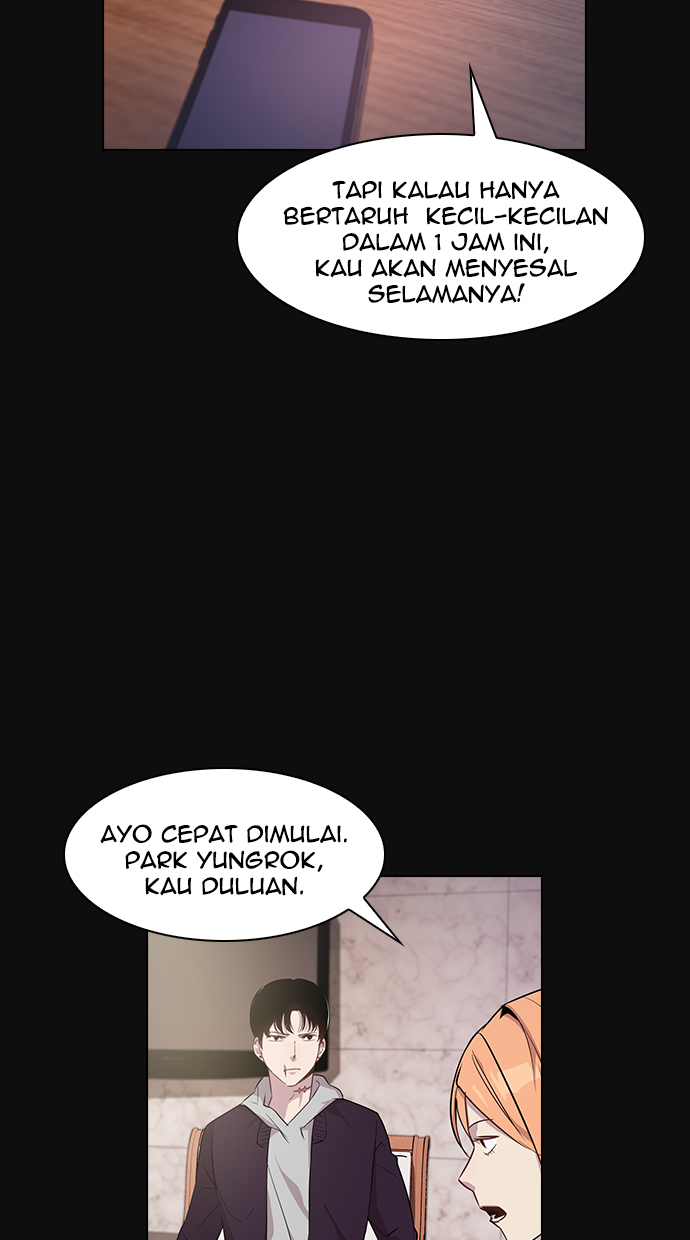 TAPI KALAU HANYA
BERTARUH KECIL-KECILAN
DALAM 1 JAM INI,
KAU AKAN MENYESAL
SELAMANYA!
AYO CEPAT DIMULAI.
PARK YUNGROK,
KAU DULUAN.